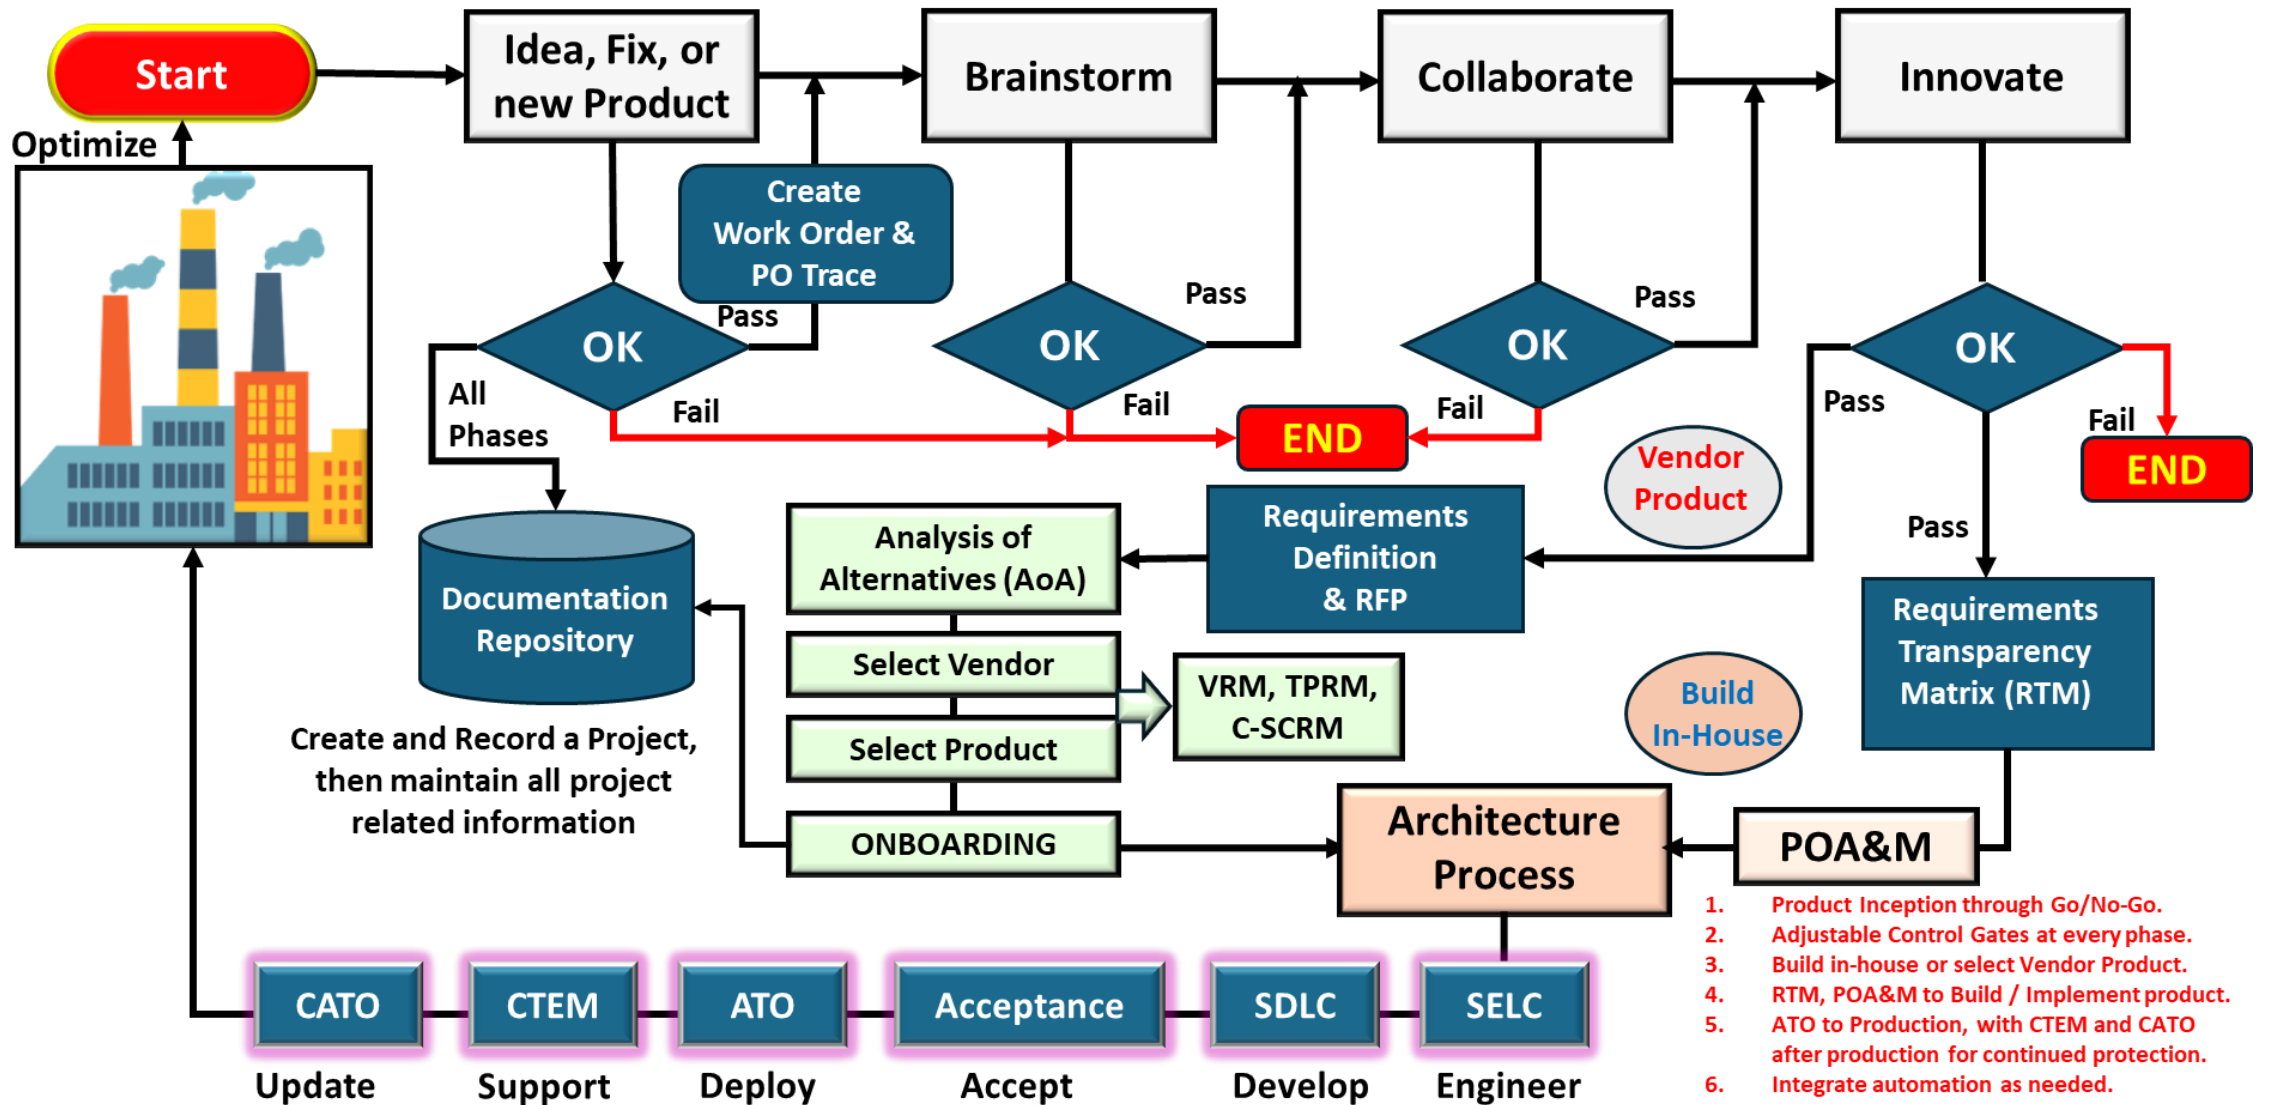 Start
Optimize
Idea, Fix, or
new Product
Brainstorm
Collaborate
Innovate
Create
Work Order &
PO Trace
OK
Pass
Fail
All
Phases
OK
Pass
Fail
OK
Pass
Fail
END
OK
Pass
Pass
Fail
END
Vendor
Product
Requirements
Definition
& RFP
Analysis of
Alternatives (AoA)
Select Vendor
Select Product
ONBOARDING
VRM, TPRM,
C-SCRM
Documentation
Repository
Create and Record a Project,
then maintain all project
related information
Requirements
Transparency
Matrix (RTM)
Build
In-House
Architecture
Process
POA&M
1. Product Inception through Go/No-Go.
2. Adjustable Control Gates at every phase.
3. Build in-house or select Vendor Product.
4. RTM, POA&M to Build / Implement product.
5. ATO to Production, with CTEM and CATO
after production for continued protection.
6. Integrate automation as needed.
CATO
CTEM
ATO
Acceptance
SDLC
SELC
Update
Support
Deploy
Accept
Develop
Engineer